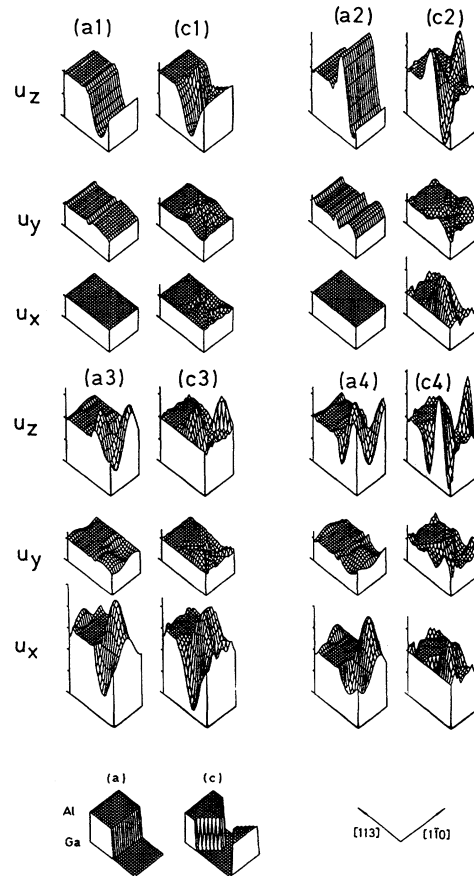 (a1) (c1) (a2) (c2)
u_z
u_y
u_x
(a3) (c3) (a4) (c4)
u_z
u_y
u_x
(a) (c)
Al
Ga
[113] [11̄0]